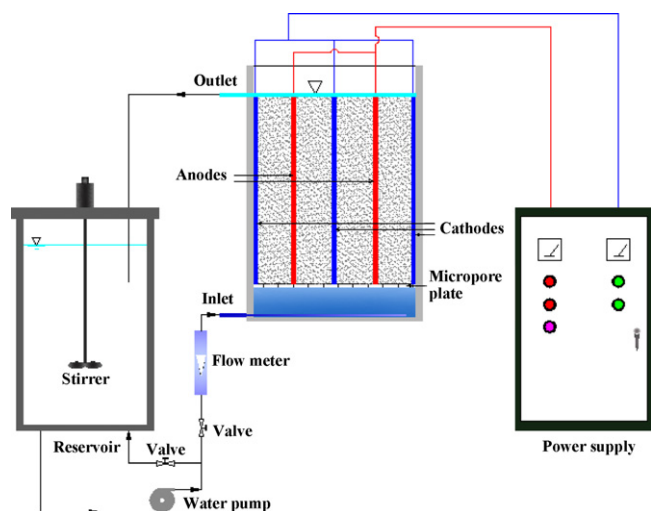 Outlet
Anodes
Cathodes
Micropore
plate
Inlet
Flow meter
Stirrer
Valve
Reservoir
Valve
Power supply
Water pump